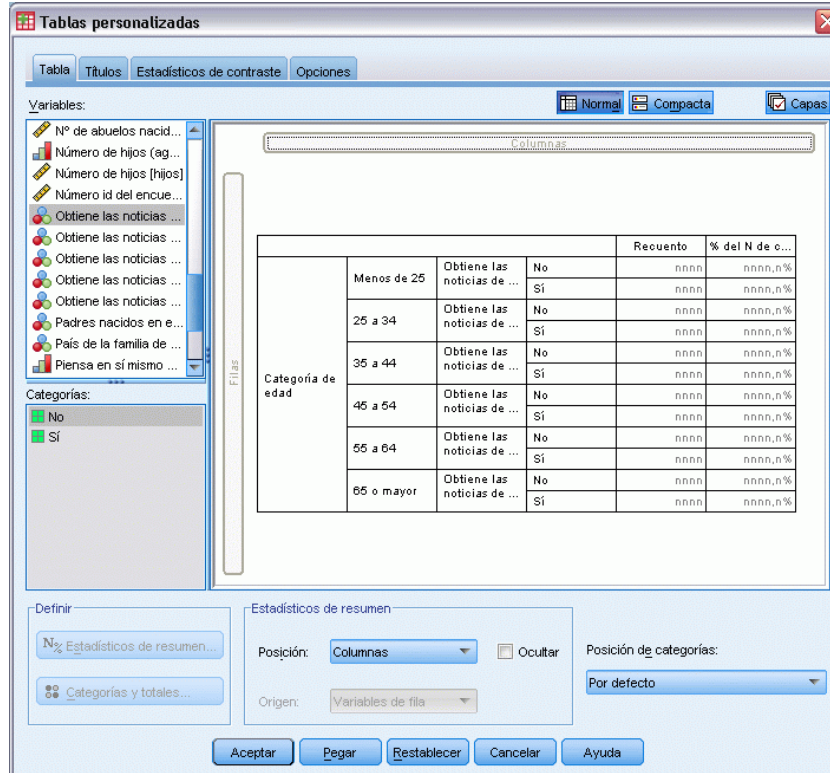 Tablas personalizadas
Tabla
Títulos
Estadísticos de contraste
Opciones
Variables:
Normal
Compacta
Capas
Nº de abuelos nacid...
Número de hijos (ag...
Número de hijos [hijos]
Número id del encue...
Obtiene las noticias ...
Obtiene las noticias ...
Obtiene las noticias ...
Obtiene las noticias ...
Obtiene las noticias ...
Padres nacidos en e...
País de la familia de ...
Piensa en sí mismo ...
Categorías:
No
Sí
Columnas
Filas
Recuento
% del N de c...
Categoría de
edad
Menos de 25
Obtiene las
noticias de ...
No
nnnn
nnnn,n%
Sí
nnnn
nnnn,n%
25 a 34
Obtiene las
noticias de ...
No
nnnn
nnnn,n%
Sí
nnnn
nnnn,n%
35 a 44
Obtiene las
noticias de ...
No
nnnn
nnnn,n%
Sí
nnnn
nnnn,n%
45 a 54
Obtiene las
noticias de ...
No
nnnn
nnnn,n%
Sí
nnnn
nnnn,n%
55 a 64
Obtiene las
noticias de ...
No
nnnn
nnnn,n%
Sí
nnnn
nnnn,n%
65 o mayor
Obtiene las
noticias de ...
No
nnnn
nnnn,n%
Sí
nnnn
nnnn,n%
Definir
N% Estadísticos de resumen...
Categorías y totales...
Estadísticos de resumen
Posición:
Columnas
Ocultar
Origen:
Variables de fila
Posición de categorías:
Por defecto
Aceptar
Pegar
Restablecer
Cancelar
Ayuda